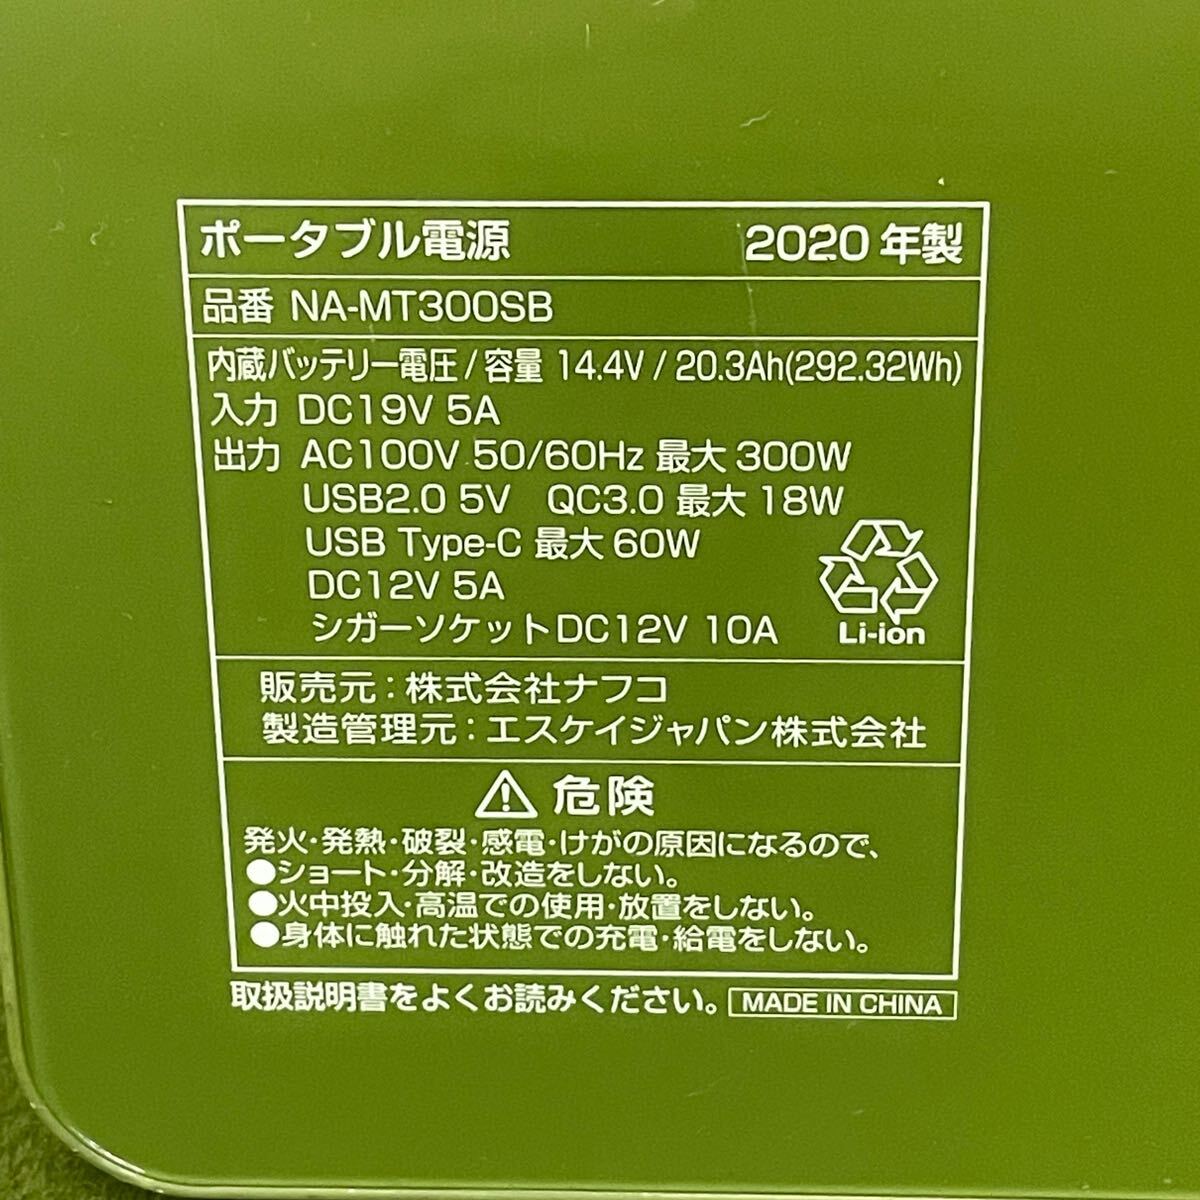 ポータブル電源 2020年製
品番 NA-MT300SB
内蔵バッテリー電圧/容量 14.4V / 20.3Ah(292.32Wh)
入力 DC19V 5A
出力 AC100V 50/60Hz 最大 300W
USB2.0 5V QC3.0 最大 18W
USB Type-C 最大 60W
DC12V 5A
シガーソケットDC12V 10A
Li-ion
販売元:株式会社ナフコ
製造管理元:エスケイジャパン株式会社
危険
発火・発熱・破裂・感電・けがの原因になるので、
●ショート・分解・改造をしない。
●火中投入・高温での使用・放置をしない。
●身体に触れた状態での充電・給電をしない。
取扱説明書をよくお読みください。 MADE IN CHINA